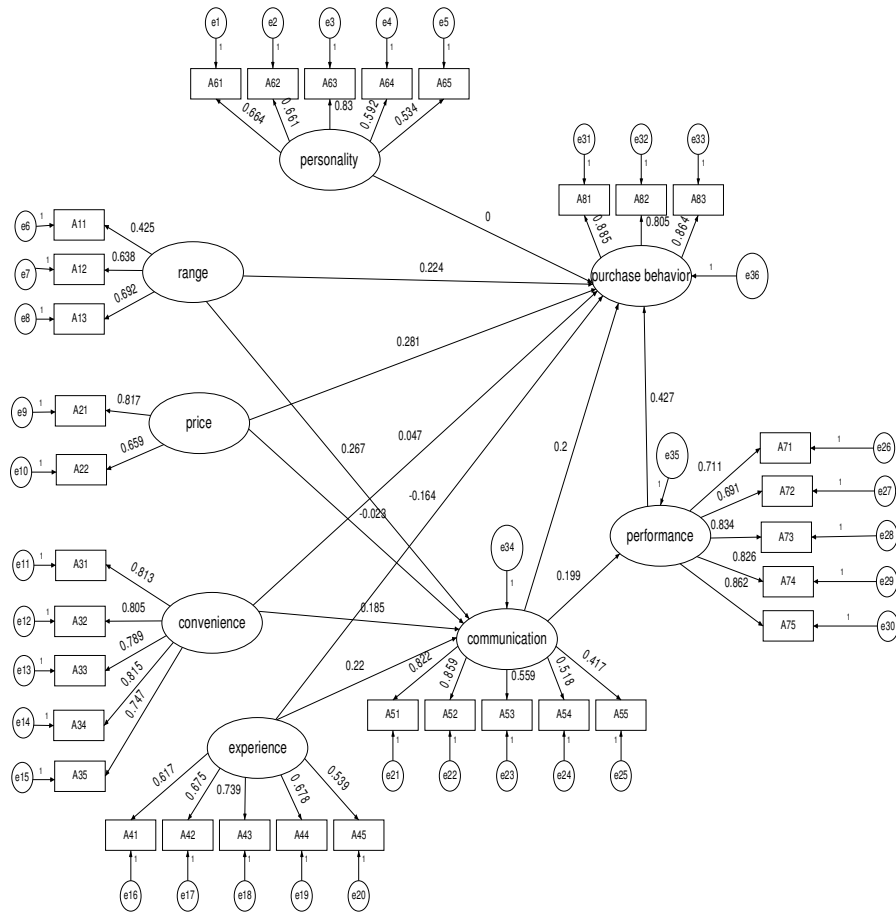 e1 e2 e3 e4 e5
1 1 1 1 1
A61 A62 A63 A64 A65
0.664 0.661 0.83 0.592 0.534
personality
e31 e32 e33
1 1 1
A81 A82 A83
0.885 0.805 0.864
purchase behavior
1 e36
0
e6 1 A11 0.425
e7 1 A12 0.638
e8 1 A13 0.692
range
0.224
e9 1 A21 0.817
e10 1 A22 0.659
price
0.281
0.267
0.047
-0.164
-0.023
0.2
0.427
e35
1
performance
0.711 A71 1 e26
0.691 A72 1 e27
0.834 A73 1 e28
0.826 A74 1 e29
0.862 A75 1 e30
e11 1 A31 0.813
e12 1 A32 0.805
e13 1 A33 0.789
e14 1 A34 0.815
e15 1 A35 0.747
convenience
0.185
e34
1
0.199
communication
0.22
0.822 0.859 0.559 0.518 0.417
A51 A52 A53 A54 A55
1 1 1 1 1
e21 e22 e23 e24 e25
experience
0.617 0.675 0.739 0.678 0.539
A41 A42 A43 A44 A45
1 1 1 1 1
e16 e17 e18 e19 e20